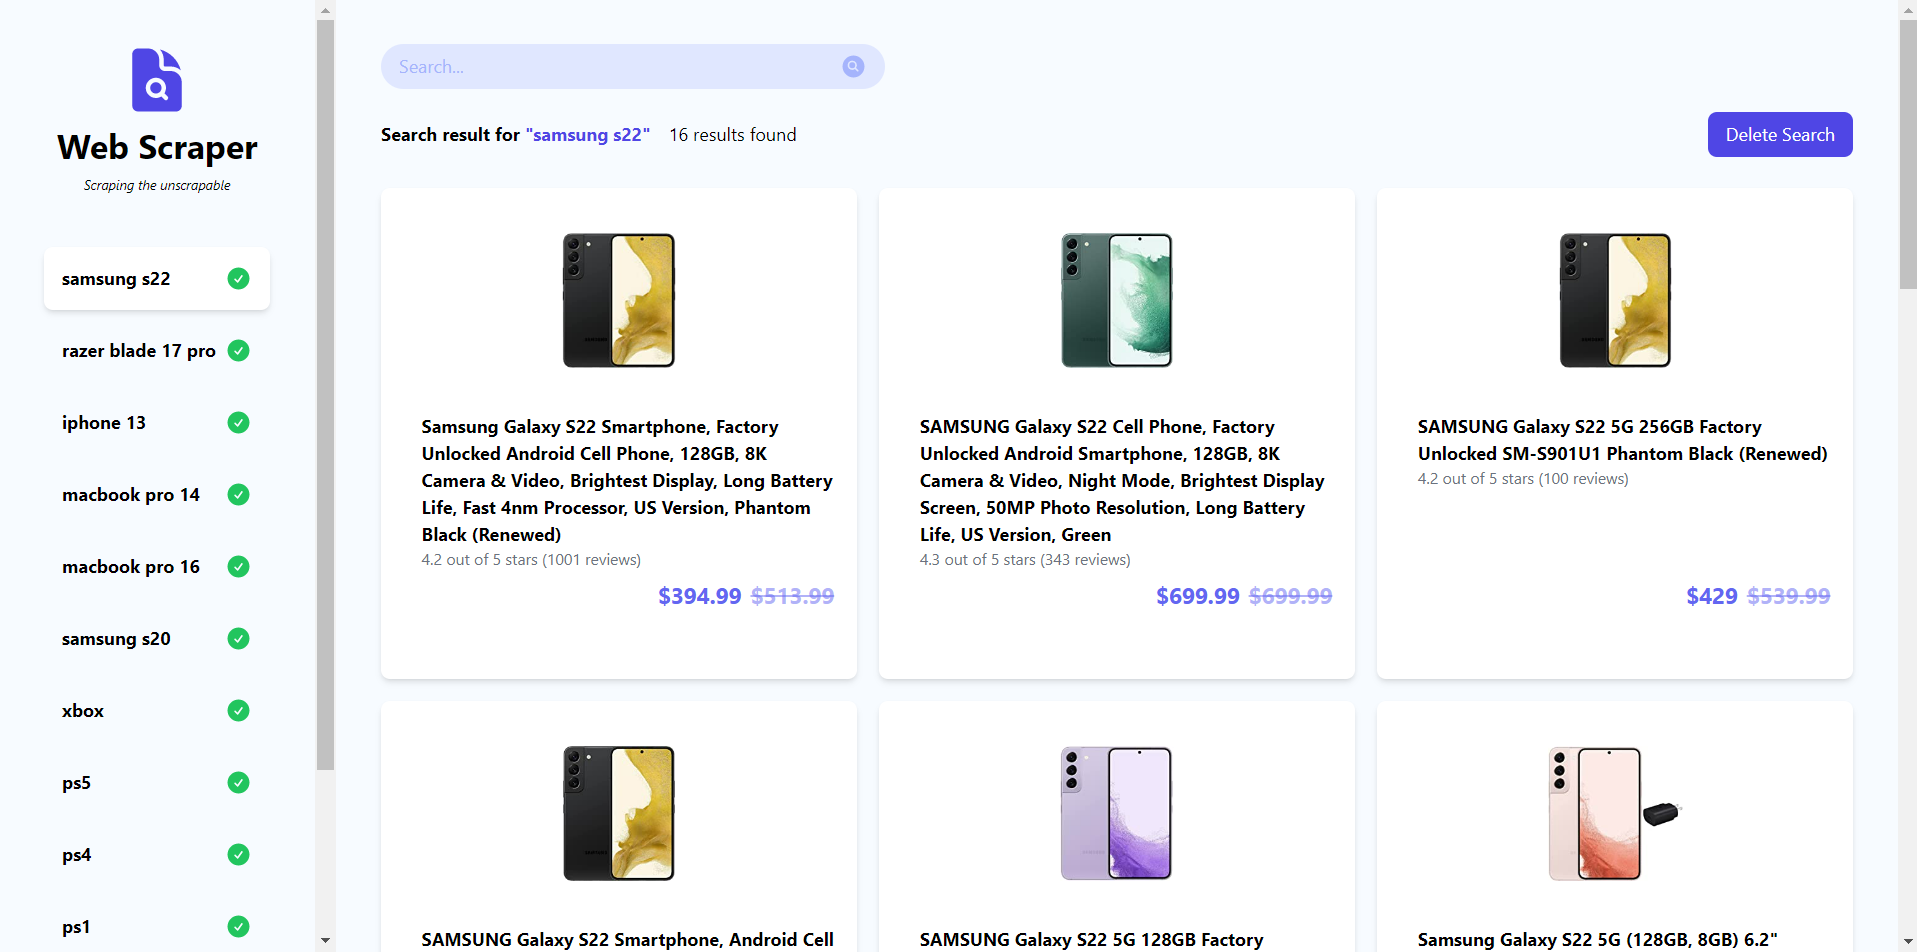 Web Scraper
Scraping the unscrapable
samsung s22
razer blade 17 pro
iphone 13
macbook pro 14
macbook pro 16
samsung s20
xbox
ps5
ps4
ps1
Search...
Search result for "samsung s22" 16 results found
Delete Search
Samsung Galaxy S22 Smartphone, Factory
Unlocked Android Cell Phone, 128GB, 8K
Camera & Video, Brightest Display, Long Battery
Life, Fast 4nm Processor, US Version, Phantom
Black (Renewed)
4.2 out of 5 stars (1001 reviews)
$394.99 $513.99
SAMSUNG Galaxy S22 Cell Phone, Factory
Unlocked Android Smartphone, 128GB, 8K
Camera & Video, Night Mode, Brightest Display
Screen, 50MP Photo Resolution, Long Battery
Life, US Version, Green
4.3 out of 5 stars (343 reviews)
$699.99 $699.99
SAMSUNG Galaxy S22 5G 256GB Factory
Unlocked SM-S901U1 Phantom Black (Renewed)
4.2 out of 5 stars (100 reviews)
$429 $539.99
SAMSUNG Galaxy S22 Smartphone, Android Cell
SAMSUNG Galaxy S22 5G 128GB Factory
Samsung Galaxy S22 5G (128GB, 8GB) 6.2"